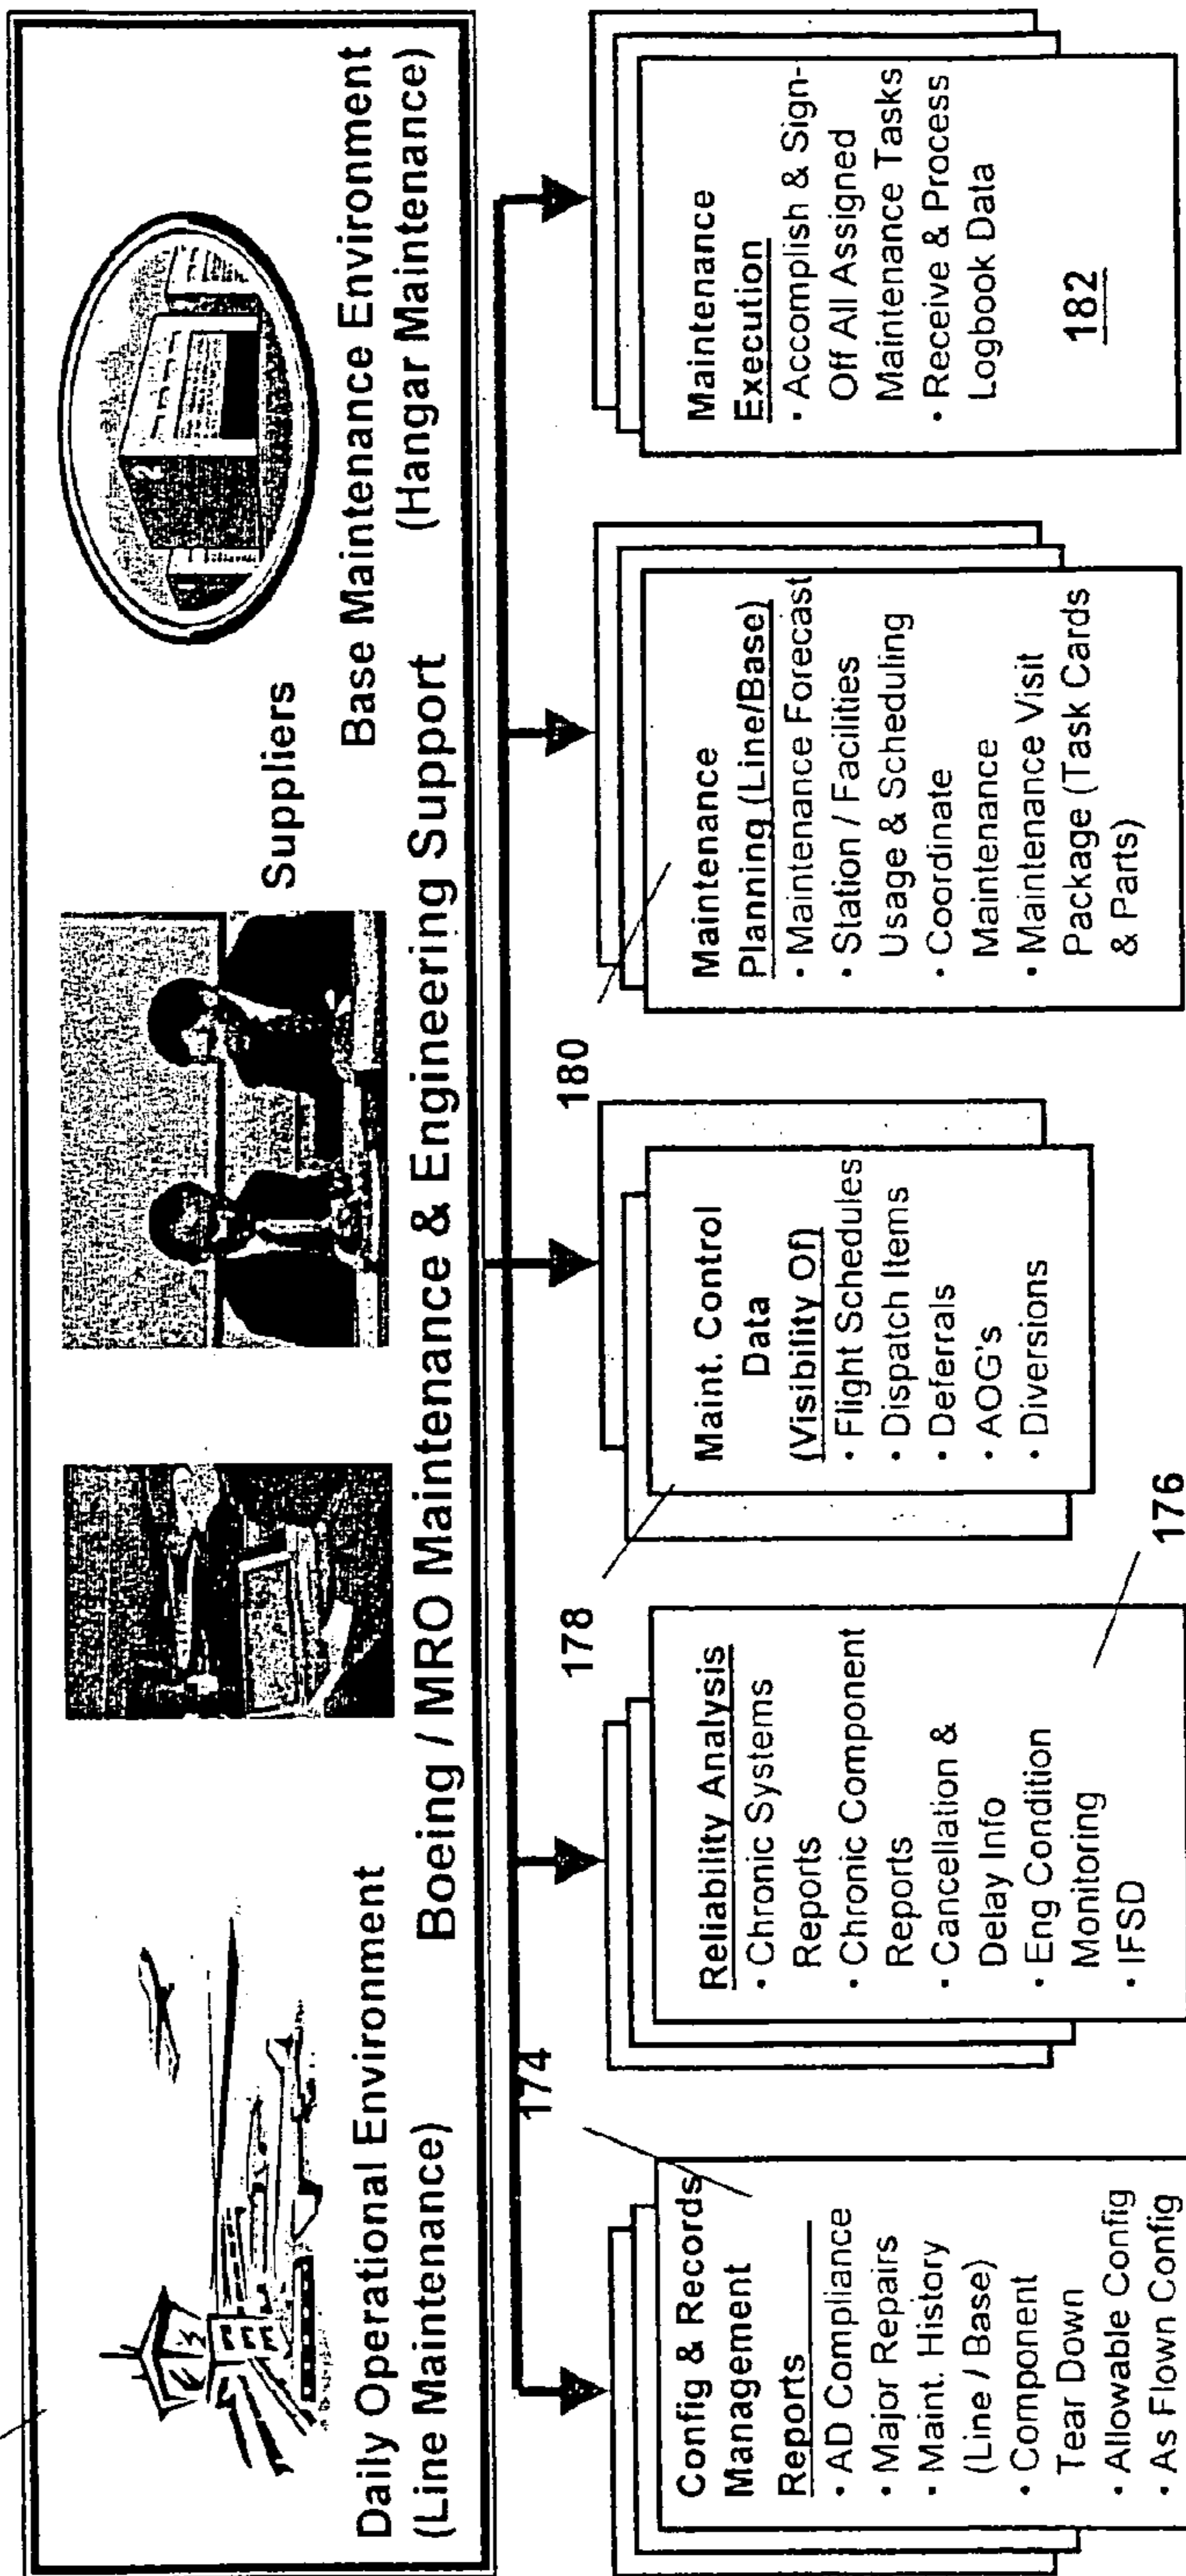 Suppliers
Daily Operational Environment
(Line Maintenance)
Boeing / MRO Maintenance & Engineering Support
Base Maintenance Environment
(Hangar Maintenance)
174
Config & Records
Management
Reports
• AD Compliance
• Major Repairs
• Maint. History
(Line / Base)
• Component
Tear Down
• Allowable Config
• As Flown Config
Reliability Analysis
• Chronic Systems
Reports
• Chronic Component
Reports
• Cancellation &
Delay Info
• Eng Condition
Monitoring
• IFSD
176
178
Maint. Control
Data
(Visibility Of)
• Flight Schedules
• Dispatch Items
• Deferrals
• AOG's
• Diversions
180
Maintenance
Planning (Line/Base)
• Maintenance Forecast
• Station / Facilities
Usage & Scheduling
• Coordinate
Maintenance
• Maintenance Visit
Package (Task Cards
& Parts)
Maintenance
Execution
• Accomplish & Sign-
Off All Assigned
Maintenance Tasks
• Receive & Process
Logbook Data
182